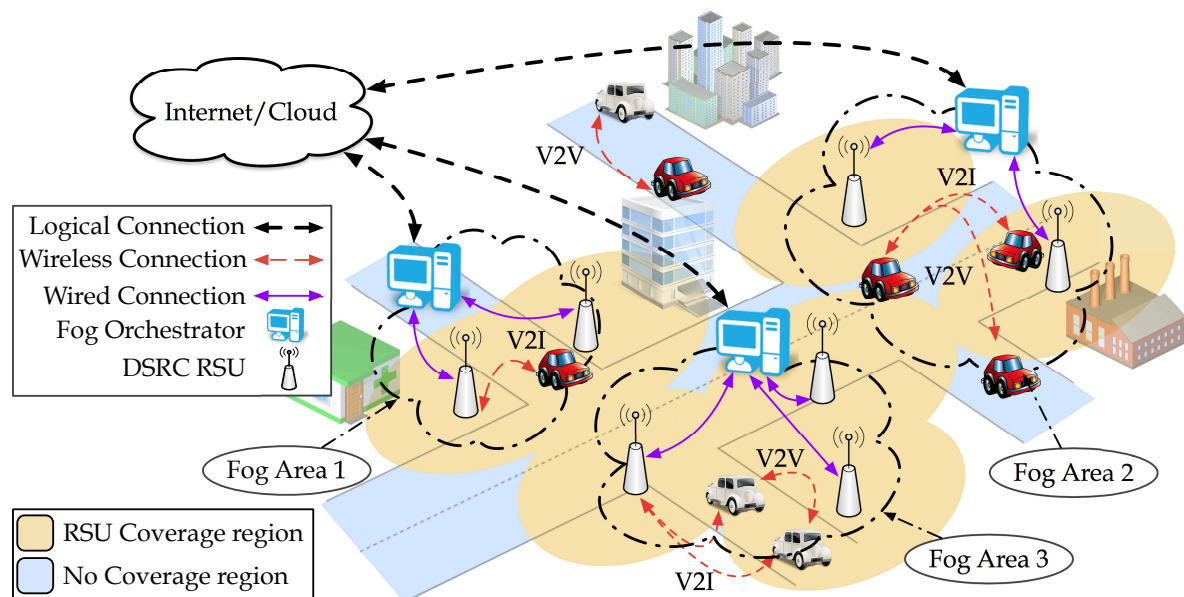 Internet/Cloud
V2V
V2I
V2V
Logical Connection
Wireless Connection
Wired Connection
Fog Orchestrator
DSRC RSU
V2I
Fog Area 1
V2V
Fog Area 2
V2I
Fog Area 3
RSU Coverage region
No Coverage region